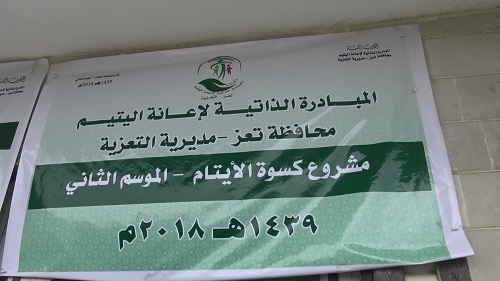 المبادرة الذاتية لإعانة اليتيم
محافظة تعز - مديرية التعزية
مشروع كسوة الأيتام - الموسم الثاني
١٤٣٩هـ ٢٠١٨م